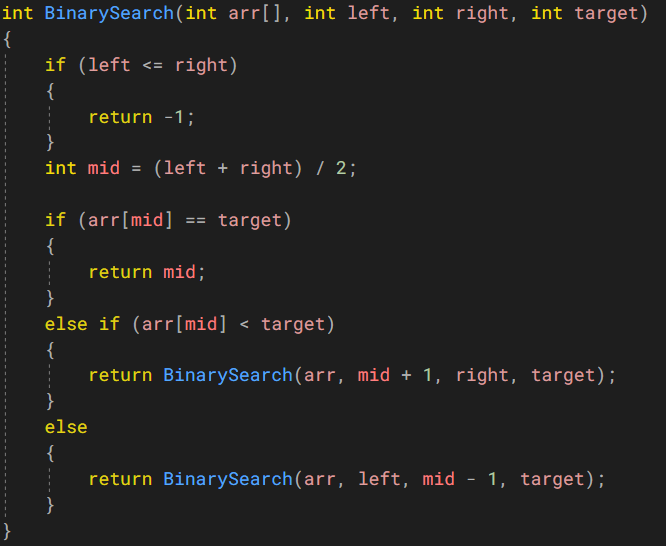 int BinarySearch(int arr[], int left, int right, int target)
{
    if (left <= right)
    {
        return -1;
    }
    int mid = (left + right) / 2;

    if (arr[mid] == target)
    {
        return mid;
    }
    else if (arr[mid] < target)
    {
        return BinarySearch(arr, mid + 1, right, target);
    }
    else
    {
        return BinarySearch(arr, left, mid - 1, target);
    }
}